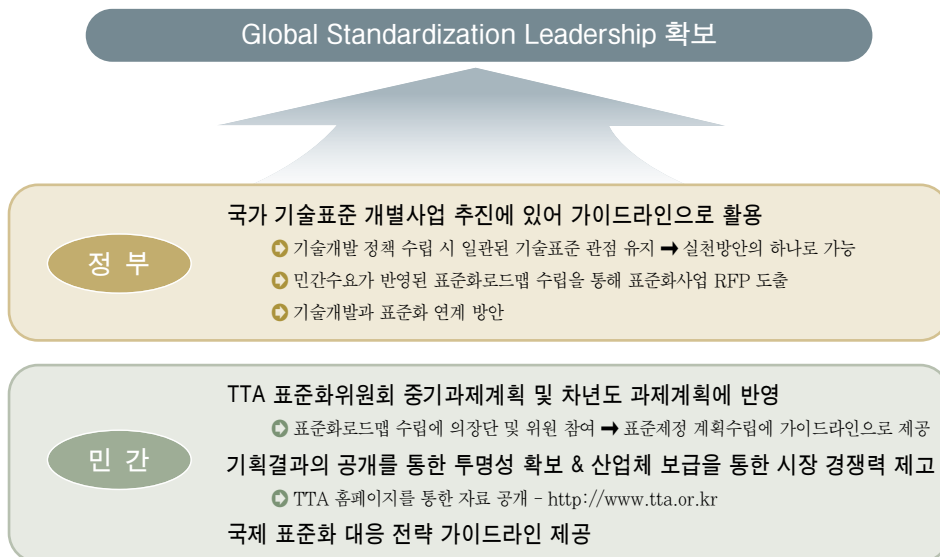 Global Standardization Leadership 확보
정 부
국가 기술표준 개별사업 추진에 있어 가이드라인으로 활용
기술개발 정책 수립 시 일관된 기술표준 관점 유지 ➡ 실천방안의 하나로 가능
민간수요가 반영된 표준화로드맵 수립을 통해 표준화사업 RFP 도출
기술개발과 표준화 연계 방안
민 간
TTA 표준화위원회 중기과제계획 및 차년도 과제계획에 반영
표준화로드맵 수립에 의장단 및 위원 참여 ➡ 표준제정 계획수립에 가이드라인으로 제공
기획결과의 공개를 통한 투명성 확보 & 산업체 보급을 통한 시장 경쟁력 제고
TTA 홈페이지를 통한 자료 공개 - http://www.tta.or.kr
국제 표준화 대응 전략 가이드라인 제공